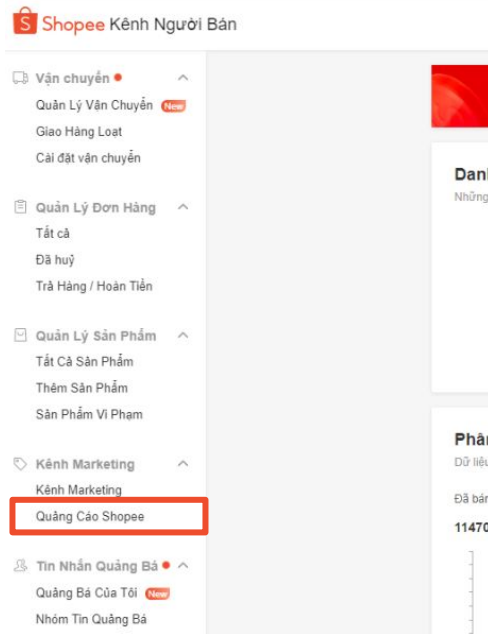 Shopee Kênh Người Bán
Vận chuyển
Quản Lý Vận Chuyển New
Giao Hàng Loạt
Cài đặt vận chuyển
Quản Lý Đơn Hàng
Tất cả
Đã huỷ
Trả Hàng / Hoàn Tiền
Quản Lý Sản Phẩm
Tất Cả Sản Phẩm
Thêm Sản Phẩm
Sản Phẩm Vi Phạm
Kênh Marketing
Kênh Marketing
Quảng Cáo Shopee
Tin Nhắn Quảng Bá
Quảng Bá Của Tôi New
Nhóm Tin Quảng Bá
Những
Dữ liệu
Đã bán
11470